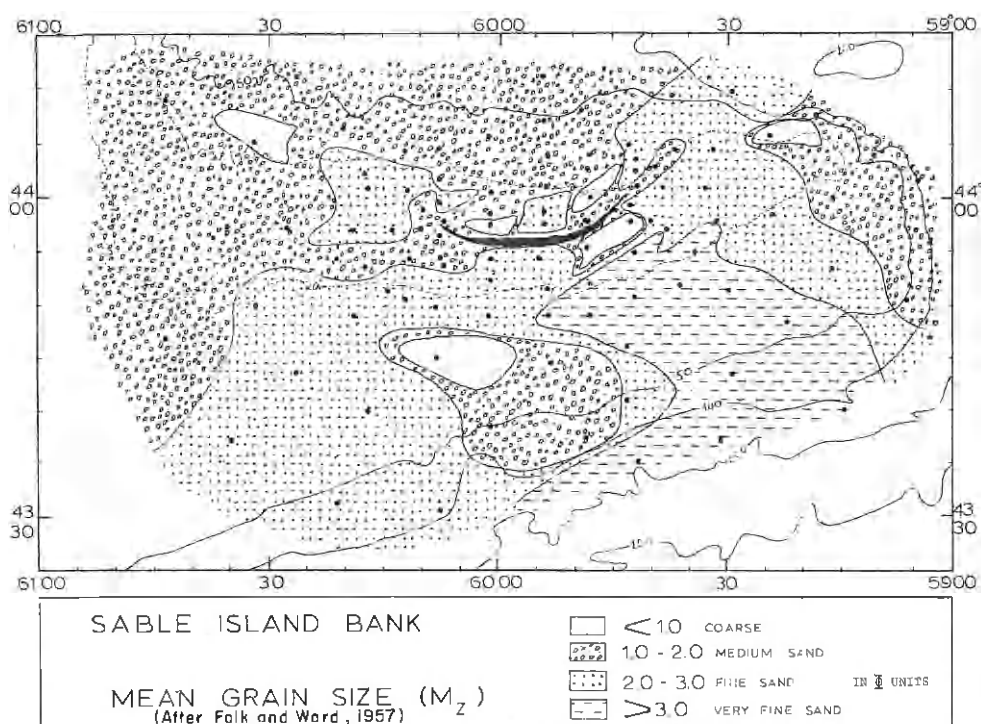 6100 30 6000 30 59°00
44 00
44° 00
50
100
43 30
43 30
6100 30 6000 30 5900
SABLE ISLAND BANK
MEAN GRAIN SIZE (MZ)
(After Folk and Ward, 1957)
< 1.0 COARSE
1.0 - 2.0 MEDIUM SAND
2.0 - 3.0 FINE SAND IN Φ UNITS
> 3.0 VERY FINE SAND